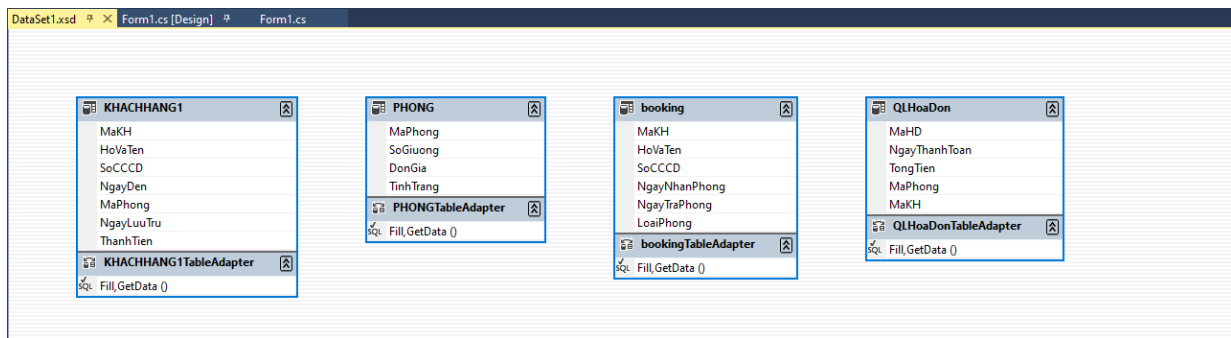 DataSet1.xsd Form1.cs [Design] Form1.cs
KHACHHANG1
MaKH
HoVaTen
SoCCCD
NgayDen
MaPhong
NgayLuuTru
ThanhTien
KHACHHANG1TableAdapter
SQL Fill,GetData ()
PHONG
MaPhong
SoGiuong
DonGia
TinhTrang
PHONGTableAdapter
SQL Fill,GetData ()
booking
MaKH
HoVaTen
SoCCCD
NgayNhanPhong
NgayTraPhong
LoaiPhong
bookingTableAdapter
SQL Fill,GetData ()
QLHoaDon
MaHD
NgayThanhToan
TongTien
MaPhong
MaKH
QLHoaDonTableAdapter
SQL Fill,GetData ()